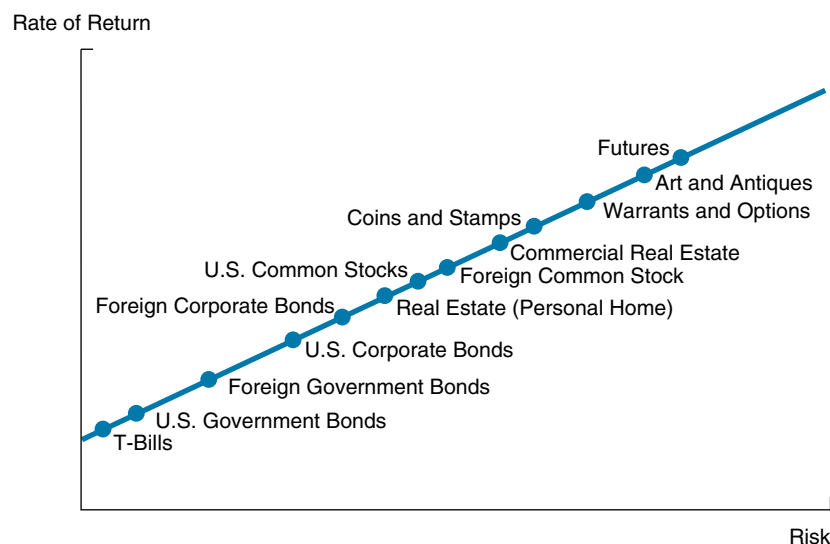 Rate of Return
Futures
Art and Antiques
Warrants and Options
Coins and Stamps
Commercial Real Estate
U.S. Common Stocks
Foreign Common Stock
Foreign Corporate Bonds
Real Estate (Personal Home)
U.S. Corporate Bonds
Foreign Government Bonds
U.S. Government Bonds
T-Bills
Risk